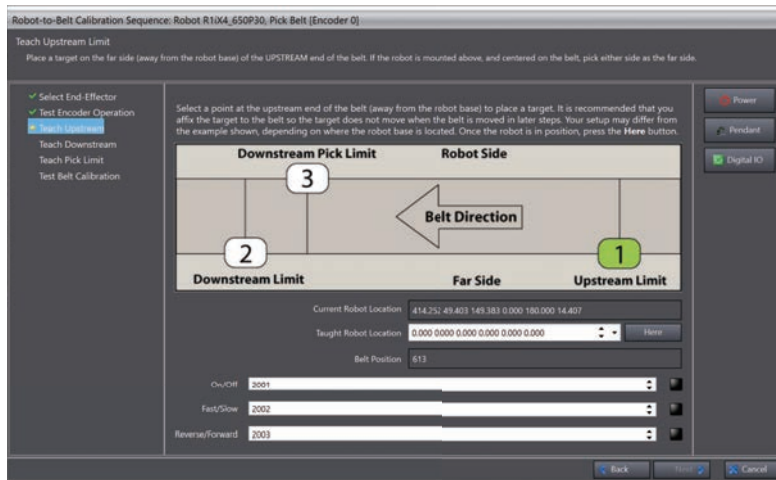 Robot-to-Belt Calibration Sequence: Robot R1iX4_650P30, Pick Belt [Encoder 0]
Teach Upstream Limit
Place a target on the far side (away from the robot base) of the UPSTREAM end of the belt. If the robot is mounted above, and centered on the belt, pick either side as the far side.
Select End-Effector
Test Encoder Operation
Teach Upstream
Teach Downstream
Teach Pick Limit
Test Belt Calibration
Select a point at the upstream end of the belt (away from the robot base) to place a target. It is recommended that you
affix the target to the belt so the target does not move when the belt is moved in later steps. Your setup may differ from
the example shown, depending on where the robot base is located. Once the robot is in position, press the Here button.
Downstream Pick Limit
Robot Side
3
Belt Direction
2
1
Downstream Limit
Far Side
Upstream Limit
Current Robot Location
414.252 49.403 149.383 0.000 180.000 14.407
Taught Robot Location
0.000 0.000 0.000 0.000 0.000 0.000
Here
Belt Position
613
On/Off
2001
Fast/Slow
2002
Reverse/Forward
2003
Power
Pendant
Digital IO
Back
Next
Cancel